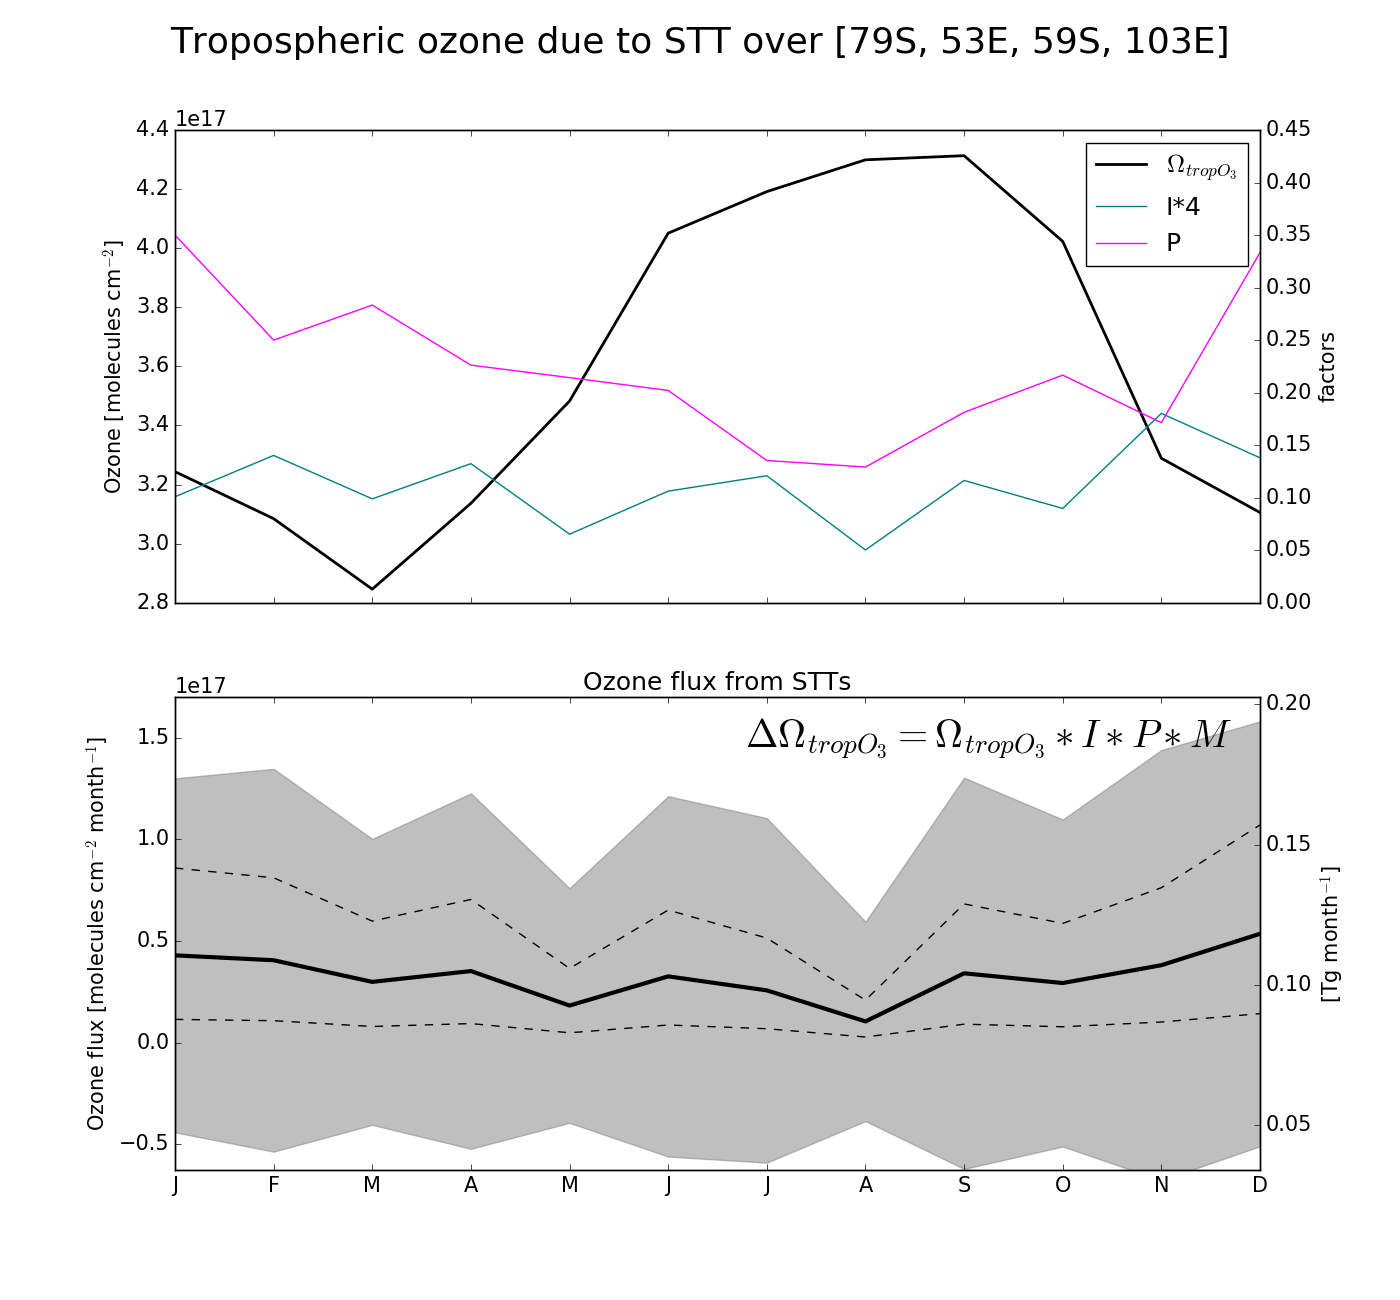 Tropospheric ozone due to STT over [79S, 53E, 59S, 103E]
1e17
4.4
4.2
4.0
3.8
3.6
3.4
3.2
3.0
2.8
Ozone [molecules cm⁻²]
0.45
0.40
0.35
0.30
0.25
0.20
0.15
0.10
0.05
0.00
factors
Ω_tropO₃
I*4
P
Ozone flux from STTs
1e17
1.5
1.0
0.5
0.0
−0.5
Ozone flux [molecules cm⁻² month⁻¹]
ΔΩ_tropO₃ = Ω_tropO₃ * I * P * M
0.20
0.15
0.10
0.05
[Tg month⁻¹]
J F M A M J J A S O N D